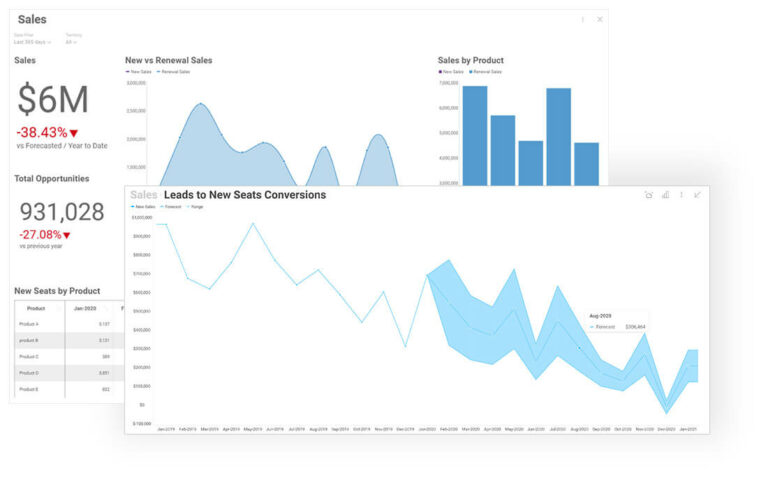 Sales
Date Filter
Territory
Last 365 days
All
Sales
$6M
-38.43%
vs Forecasted / Year to Date
Total Opportunities
931,028
-27.08%
vs previous year
New Seats by Product
Product
Jan-2020
F
Product A
product B
Product C
Product D
Product E
New vs Renewal Sales
New Sales
Renewal Sales
3,000,000
2,500,000
2,000,000
1,500,000
Sales by Product
New Sales
Renewal Sales
7,000,000
6,000,000
5,000,000
4,000,000
3,000,000
Sales Leads to New Seats Conversions
New Sales
Forecast
Range
$1,000,000
$900,000
$800,000
$700,000
$600,000
$500,000
$400,000
$300,000
$200,000
$100,000
$0
$-100,000
Aug-2020
Forecast $306,464
Jan-2019 Feb-2019 Mar-2019 Apr-2019 May-2019 Jun-2019 Jul-2019 Aug-2019 Sep-2019 Oct-2019 Nov-2019 Dec-2019 Jan-2020 Feb-2020 Mar-2020 Apr-2020 May-2020 Jun-2020 Jul-2020 Aug-2020 Sep-2020 Oct-2020 Nov-2020 Dec-2020 Jan-2021